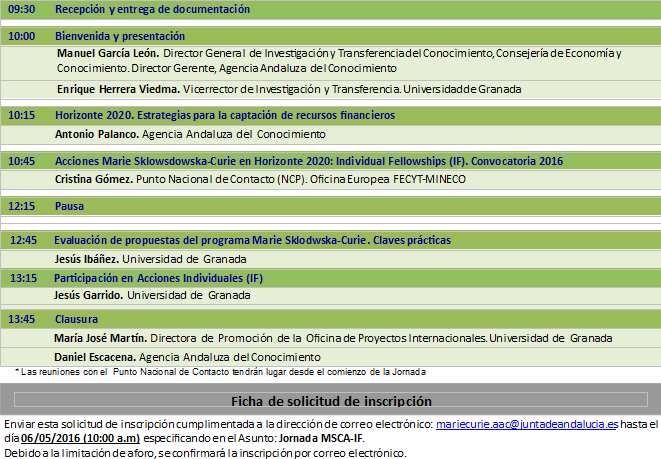 09:30 Recepción y entrega de documentación
10:00 Bienvenida y presentación
Manuel García León. Director General de Investigación y Transferencia del Conocimiento, Consejería de Economía y
Conocimiento. Director Gerente, Agencia Andaluza del Conocimiento
Enrique Herrera Viedma. Vicerrector de Investigación y Transferencia. Universidad de Granada
10:15 Horizonte 2020. Estrategias para la captación de recursos financieros
Antonio Palanco. Agencia Andaluza del Conocimiento
10:45 Acciones Marie Sklowsdowska-Curie en Horizonte 2020: Individual Fellowships (IF). Convocatoria 2016
Cristina Gómez. Punto Nacional de Contacto (NCP). Oficina Europea FECYT-MINECO
12:15 Pausa
12:45 Evaluación de propuestas del programa Marie Sklodwska-Curie. Claves prácticas
Jesús Ibáñez. Universidad de Granada
13:15 Participación en Acciones Individuales (IF)
Jesús Garrido. Universidad de Granada
13:45 Clausura
María José Martín. Directora de Promoción de la Oficina de Proyectos Internacionales. Universidad de Granada
Daniel Escacena. Agencia Andaluza del Conocimiento
* Las reuniones con el Punto Nacional de Contacto tendrán lugar desde el comienzo de la Jornada
Ficha de solicitud de inscripción
Enviar esta solicitud de inscripción cumplimentada a la dirección de correo electrónico: mariecurie.aac@juntadeandalucia.es hasta el
día 06/05/2016 (10:00 a.m) especificando en el Asunto: Jornada MSCA-IF.
Debido a la limitación de aforo, se confirmará la inscripción por correo electrónico.